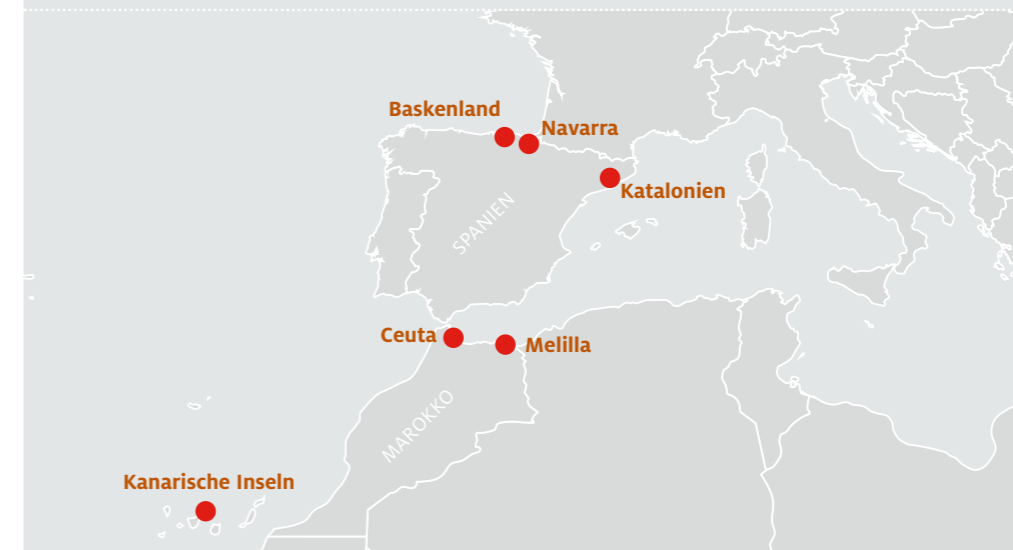 Baskenland
Navarra
Katalonien
SPANIEN
Ceuta
Melilla
MAROKKO
Kanarische Inseln